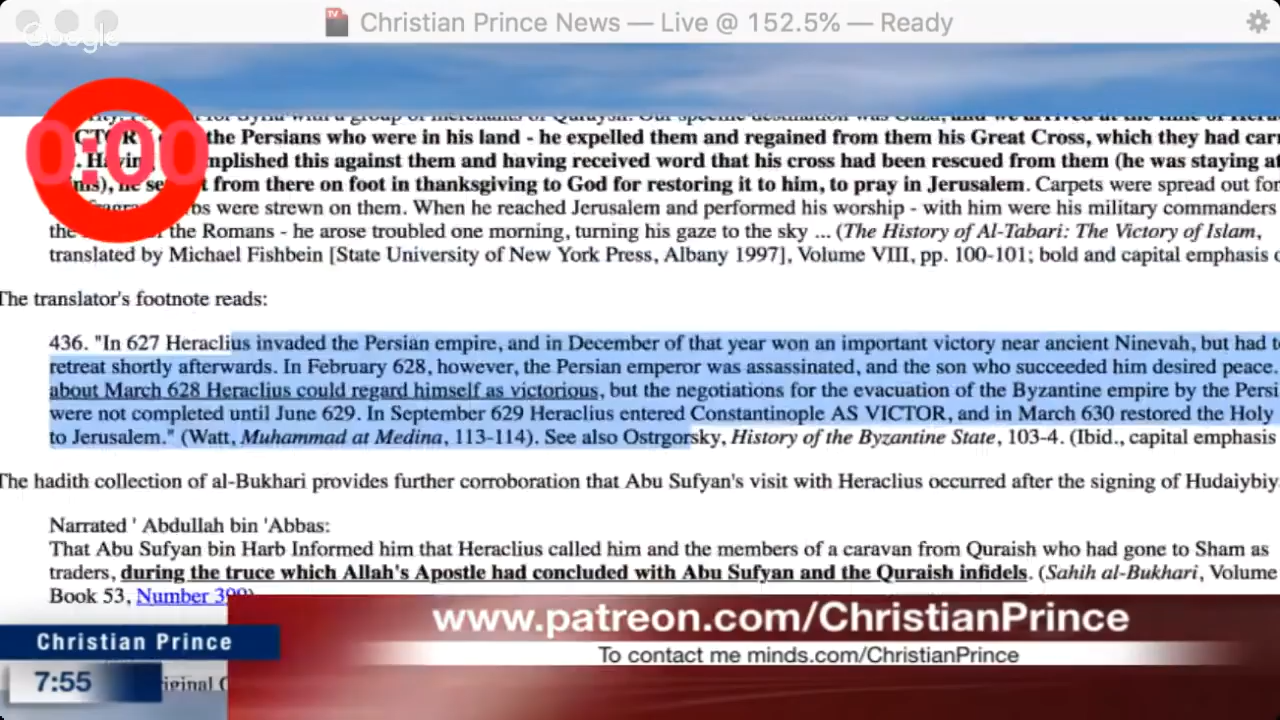 Christian Prince News — Live @ 152.5% — Ready
Google
0:00
the Persians who were in his land - he expelled them and regained from them his Great Cross, which they had carr
mplished this against them and having received word that his cross had been rescued from them (he was staying at
from there on foot in thanksgiving to God for restoring it to him, to pray in Jerusalem. Carpets were spread out for
bs were strewn on them. When he reached Jerusalem and performed his worship - with him were his military commanders
the Romans - he arose troubled one morning, turning his gaze to the sky ... (The History of Al-Tabari: The Victory of Islam,
translated by Michael Fishbein [State University of New York Press, Albany 1997], Volume VIII, pp. 100-101; bold and capital emphasis
The translator's footnote reads:
436. "In 627 Heraclius invaded the Persian empire, and in December of that year won an important victory near ancient Ninevah, but had to
retreat shortly afterwards. In February 628, however, the Persian emperor was assassinated, and the son who succeeded him desired peace.
about March 628 Heraclius could regard himself as victorious, but the negotiations for the evacuation of the Byzantine empire by the Persi
were not completed until June 629. In September 629 Heraclius entered Constantinople AS VICTOR, and in March 630 restored the Holy
to Jerusalem." (Watt, Muhammad at Medina, 113-114). See also Ostrgorsky, History of the Byzantine State, 103-4. (Ibid., capital emphasis
The hadith collection of al-Bukhari provides further corroboration that Abu Sufyan's visit with Heraclius occurred after the signing of Hudaiybiy
Narrated ' Abdullah bin 'Abbas:
That Abu Sufyan bin Harb Informed him that Heraclius called him and the members of a caravan from Quraish who had gone to Sham as
traders, during the truce which Allah's Apostle had concluded with Abu Sufyan and the Quraish infidels. (Sahih al-Bukhari, Volume
Book 53, Number 399)
www.patreon.com/ChristianPrince
To contact me minds.com/ChristianPrince
Christian Prince
7:55